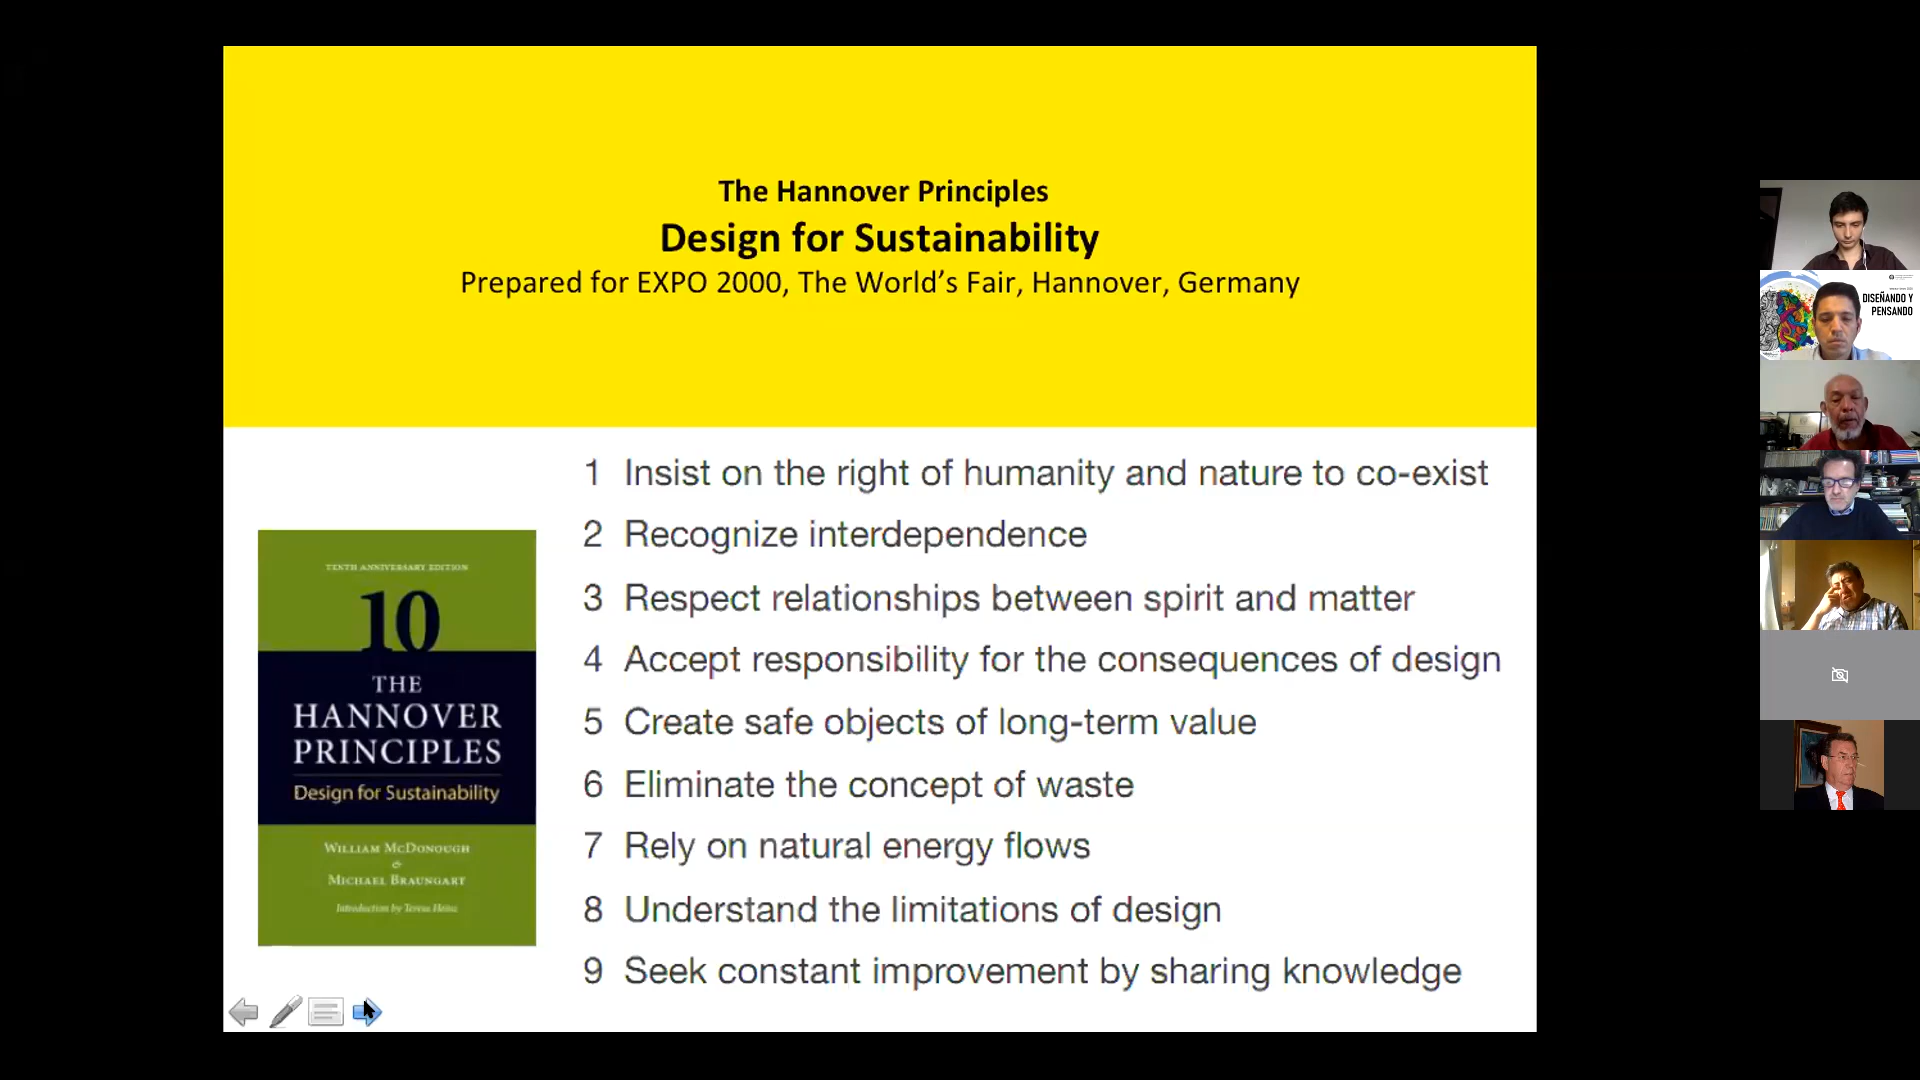 The Hannover Principles
Design for Sustainability
Prepared for EXPO 2000, The World's Fair, Hannover, Germany
1 Insist on the right of humanity and nature to co-exist
2 Recognize interdependence
3 Respect relationships between spirit and matter
4 Accept responsibility for the consequences of design
5 Create safe objects of long-term value
6 Eliminate the concept of waste
7 Rely on natural energy flows
8 Understand the limitations of design
9 Seek constant improvement by sharing knowledge
TENTH ANNIVERSARY EDITION
10
THE
HANNOVER
PRINCIPLES
Design for Sustainability
WILLIAM MCDONOUGH
&
MICHAEL BRAUNGART
Introduction by Teresa Heinz
DISEÑANDO Y
PENSANDO